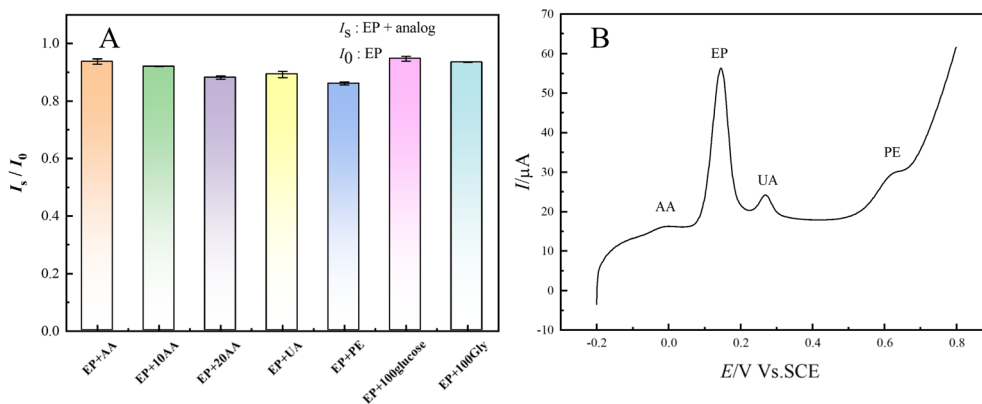 A
Is : EP + analog
I0 : EP
Is / I0
1.0
0.8
0.6
0.4
0.2
0.0
EP+AA
EP+10AA
EP+20AA
EP+UA
EP+PE
EP+100glucose
EP+100Gly
B
I/μA
70
60
50
40
30
20
10
0
-10
AA
EP
UA
PE
-0.2
0.0
0.2
0.4
0.6
0.8
E/V Vs.SCE